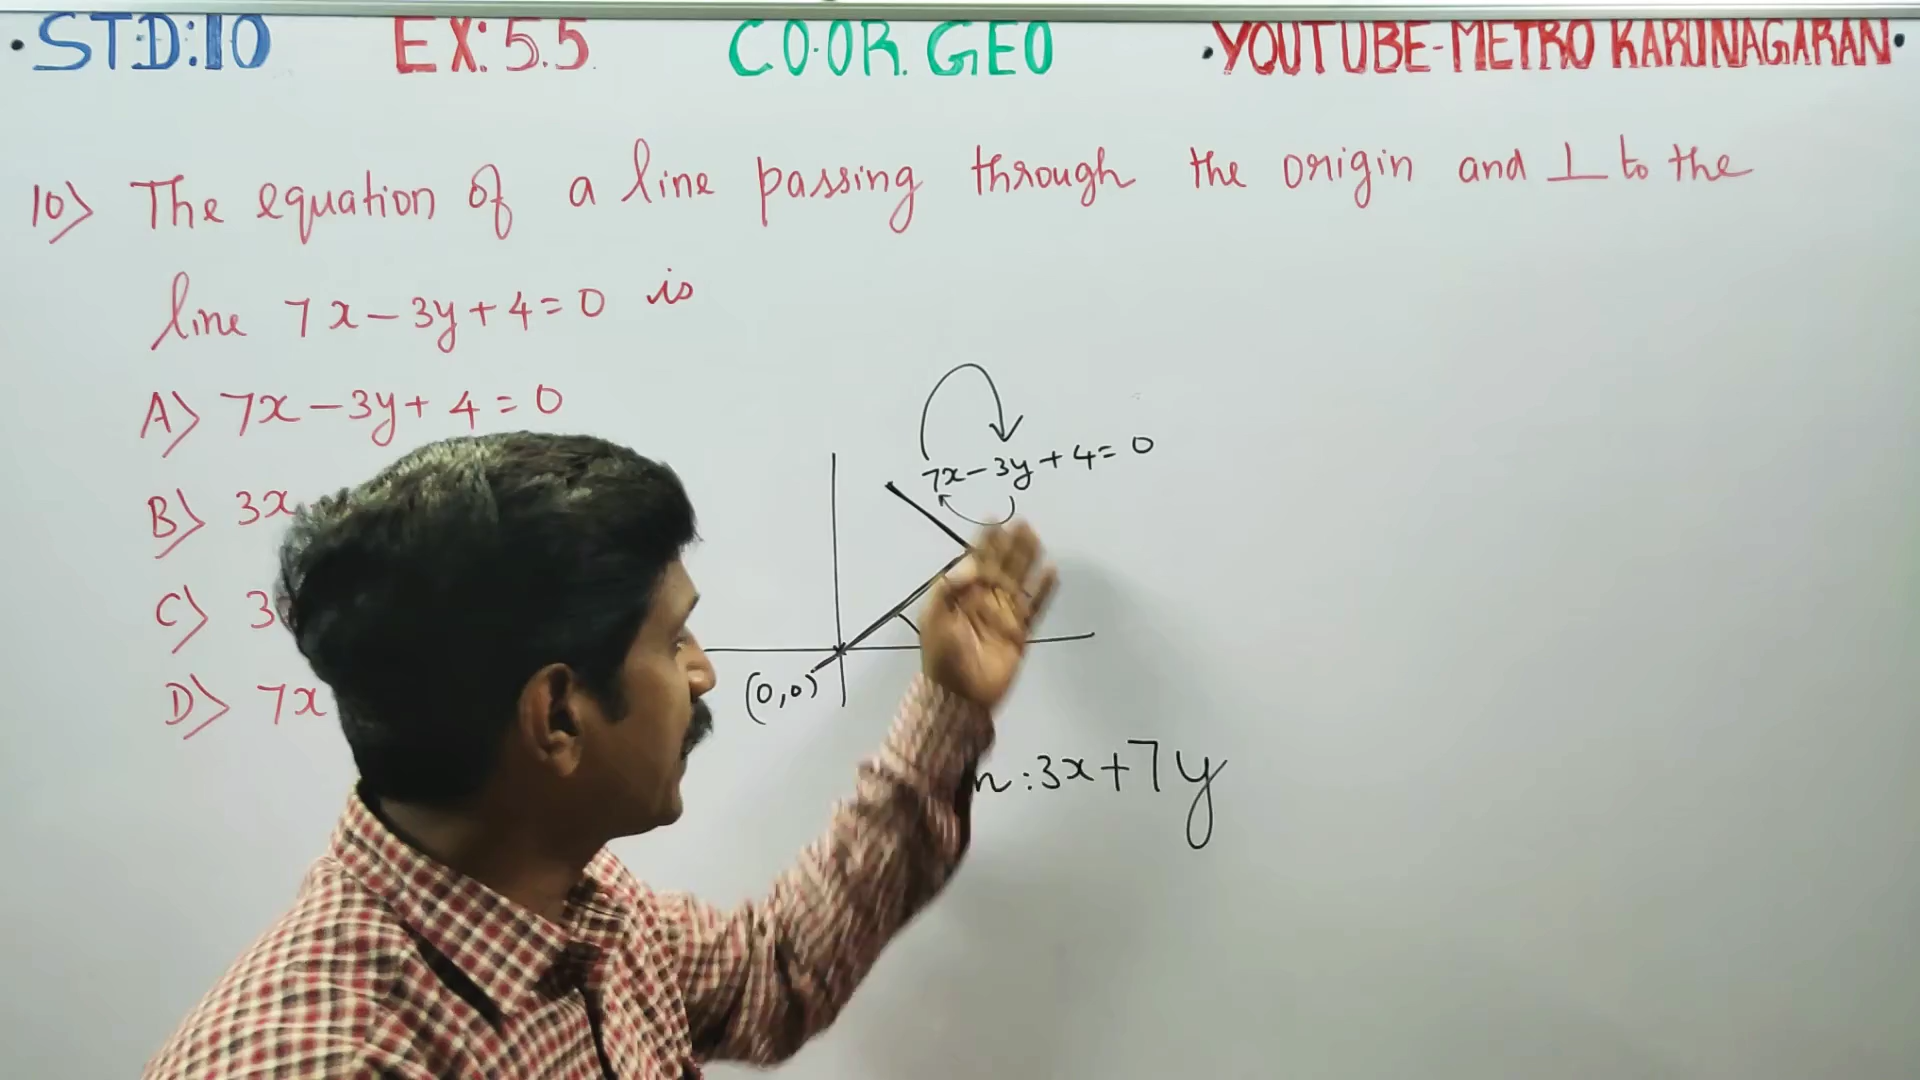 •STD:10 EX:5.5 CO.OR.GEO •YOUTUBE-METRO KARUNAGARAN•
10) The equation of a line passing through the origin and ⊥ to the
line 7x-3y+4=0 is
A) 7x-3y+4=0
B) 3x
C) 3
D) 7x
7x-3y+4=0
(0,0)
:3x+7y